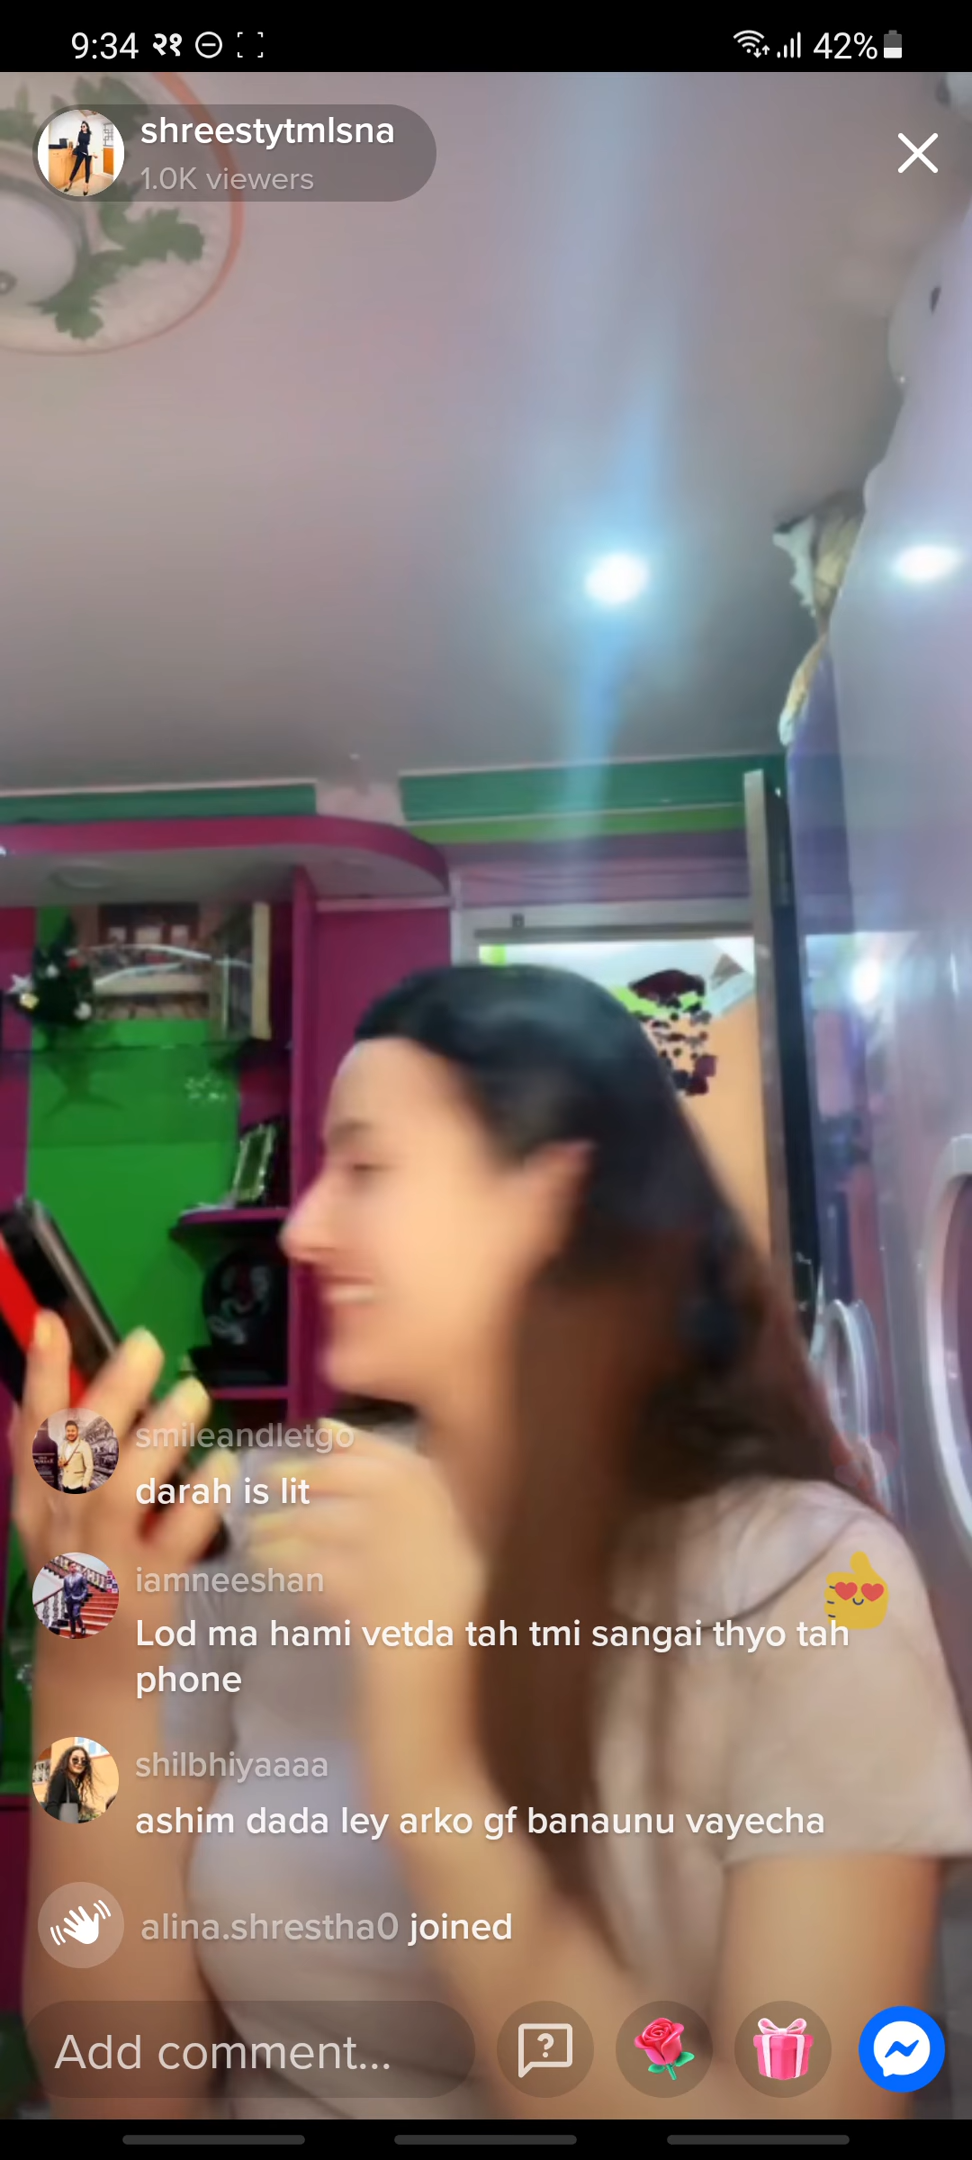 9:34 २१ 42%
shreestytmlsna
1.0K viewers
smileandletgo
darah is lit
iamneeshan
Lod ma hami vetda tah tmi sangai thyo tah
phone
shilbhiyaaaa
ashim dada ley arko gf banaunu vayecha
alina.shrestha0 joined
Add comment...